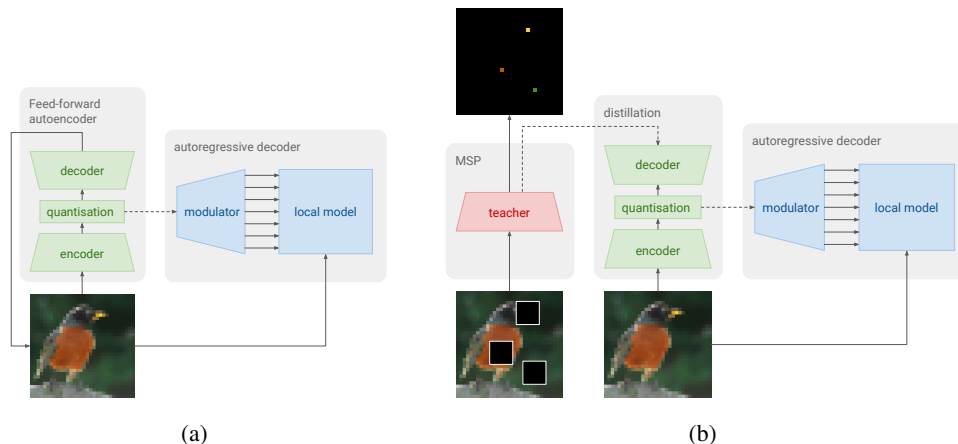 Feed-forward
autoencoder
decoder
quantisation
encoder
autoregressive decoder
modulator
local model
(a)
MSP
teacher
distillation
decoder
quantisation
encoder
autoregressive decoder
modulator
local model
(b)